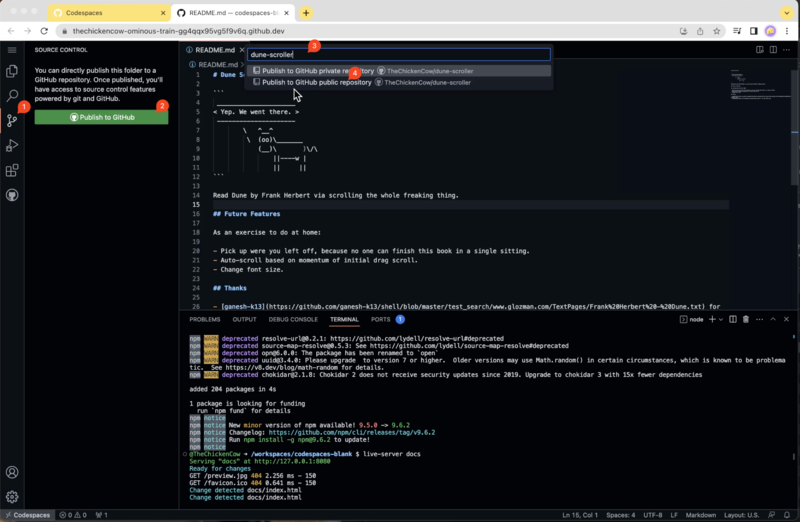 Codespaces
README.md — codespaces-blank
thechickencow-ominous-train-gg4qqx95vg5f9v6q.github.dev
SOURCE CONTROL
You can directly publish this folder to a
GitHub repository. Once published, you'll
have access to source control features
powered by git and GitHub.
Publish to GitHub
1
2
3
4
README.md
README.md
dune-scroller
Publish to GitHub private repository TheChickenCow/dune-scroller
Publish to GitHub public repository TheChickenCow/dune-scroller
1 # Dune S
2
3 ```
4 _____________________
5 < Yep. We went there. >
6 ---------------------
7 \ ^__^
8 \ (oo)\_______
9 (__)\ )\/\
10 ||----w |
11 || ||
12 ```
13
14 Read Dune by Frank Herbert via scrolling the whole freaking thing.
15
16 ## Future Features
17
18 As an exercise to do at home:
19
20 - Pick up were you left off, because no one can finish this book in a single sitting.
21 - Auto-scroll based on momentum of initial drag scroll.
22 - Change font size.
23
24 ## Thanks
25
26 - [ganesh-k13](https://github.com/ganesh-k13/shell/blob/master/test_search/www.glozman.com/TextPages/Frank%20Herbert%20-%20Dune.txt) for
PROBLEMS OUTPUT DEBUG CONSOLE TERMINAL PORTS 1
node
npm WARN deprecated resolve-url@0.2.1: https://github.com/lydell/resolve-url#deprecated
npm WARN deprecated source-map-resolve@0.5.3: See https://github.com/lydell/source-map-resolve#deprecated
npm WARN deprecated opn@6.0.0: The package has been renamed to `open`
npm WARN deprecated uuid@3.4.0: Please upgrade to version 7 or higher. Older versions may use Math.random() in certain circumstances, which is known to be problema
tic. See https://v8.dev/blog/math-random for details.
npm WARN deprecated chokidar@2.1.8: Chokidar 2 does not receive security updates since 2019. Upgrade to chokidar 3 with 15x fewer dependencies
added 204 packages in 4s
1 package is looking for funding
run `npm fund` for details
npm notice
npm notice New minor version of npm available! 9.5.0 -> 9.6.2
npm notice Changelog: https://github.com/npm/cli/releases/tag/v9.6.2
npm notice Run npm install -g npm@9.6.2 to update!
npm notice
@TheChickenCow ➜ /workspaces/codespaces-blank $ live-server docs
Serving "docs" at http://127.0.0.1:8080
Ready for changes
GET /preview.jpg 404 2.256 ms - 150
GET /favicon.ico 404 0.641 ms - 150
Change detected docs/index.html
Change detected docs/index.html
Codespaces 0 0 1 Ln 15, Col 1 Spaces: 4 UTF-8 LF Markdown Layout: U.S.